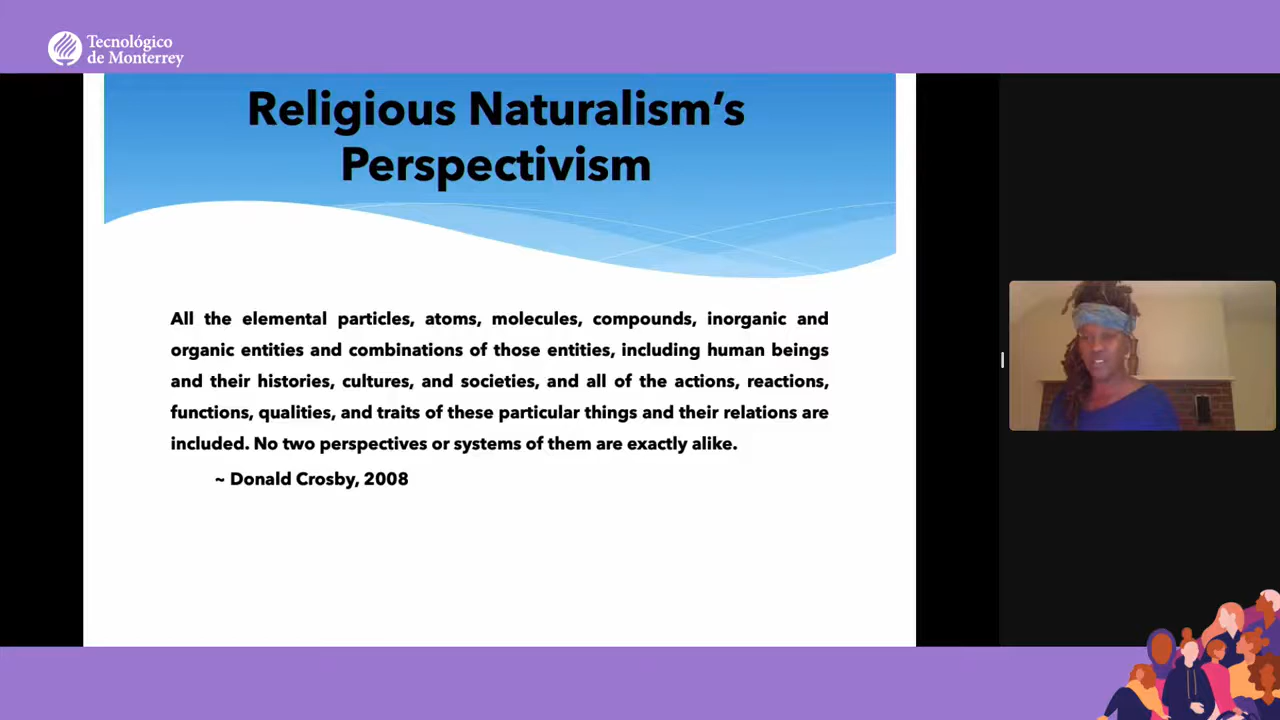 Tecnológico
de Monterrey
Religious Naturalism’s
Perspectivism
All the elemental particles, atoms, molecules, compounds, inorganic and
organic entities and combinations of those entities, including human beings
and their histories, cultures, and societies, and all of the actions, reactions,
functions, qualities, and traits of these particular things and their relations are
included. No two perspectives or systems of them are exactly alike.
~ Donald Crosby, 2008